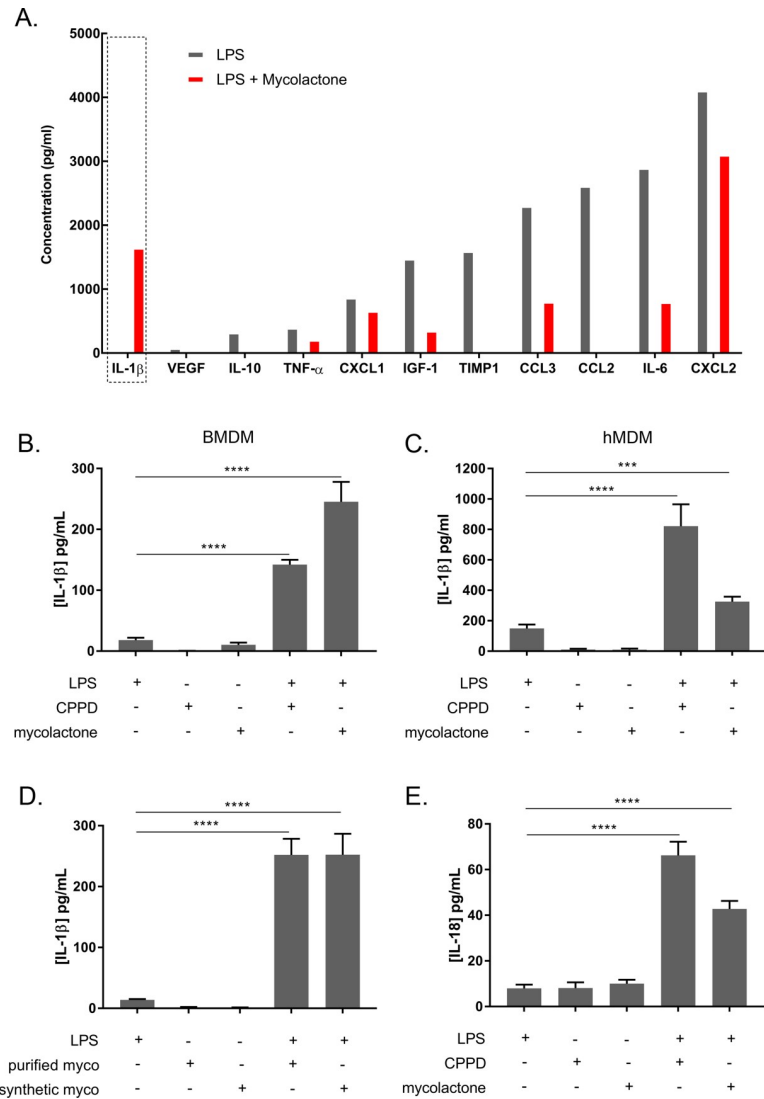 A.
5000
4000
3000
2000
1000
0
Concentration (pg/ml)
LPS
LPS + Mycolactone
IL-1β VEGF IL-10 TNF-α CXCL1 IGF-1 TIMP1 CCL3 CCL2 IL-6 CXCL2
B.
BMDM
300
200
100
0
[IL-1β] pg/mL
**** 
****
LPS + - - + +
CPPD - + - + -
mycolactone - - + - +
C.
hMDM
1200
1000
800
600
400
200
0
[IL-1β] pg/ml
***
****
LPS + - - + +
CPPD - + - + -
mycolactone - - + - +
D.
300
200
100
0
[IL-1β] pg/mL
****
****
LPS + - - + +
purified myco - + - + -
synthetic myco - - + - +
E.
80
60
40
20
0
[IL-18] pg/mL
****
****
LPS + - - + +
CPPD - + - + -
mycolactone - - + - +